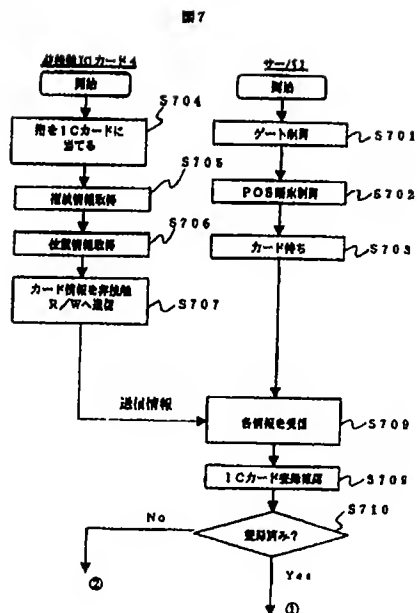 図7
非接触ICカード4
開始
指をICカードに
当てる
S704
指紋情報取得
S705
位置情報取得
S706
カード情報を非接触
R/Wへ送信
S707
サーバ1
開始
ゲート制御
S701
POS端末制御
S702
カード待ち
S703
送信情報
各情報を受信
S709
ICカード登録確認
S709
登録済み?
S710
No
②
Yes
①